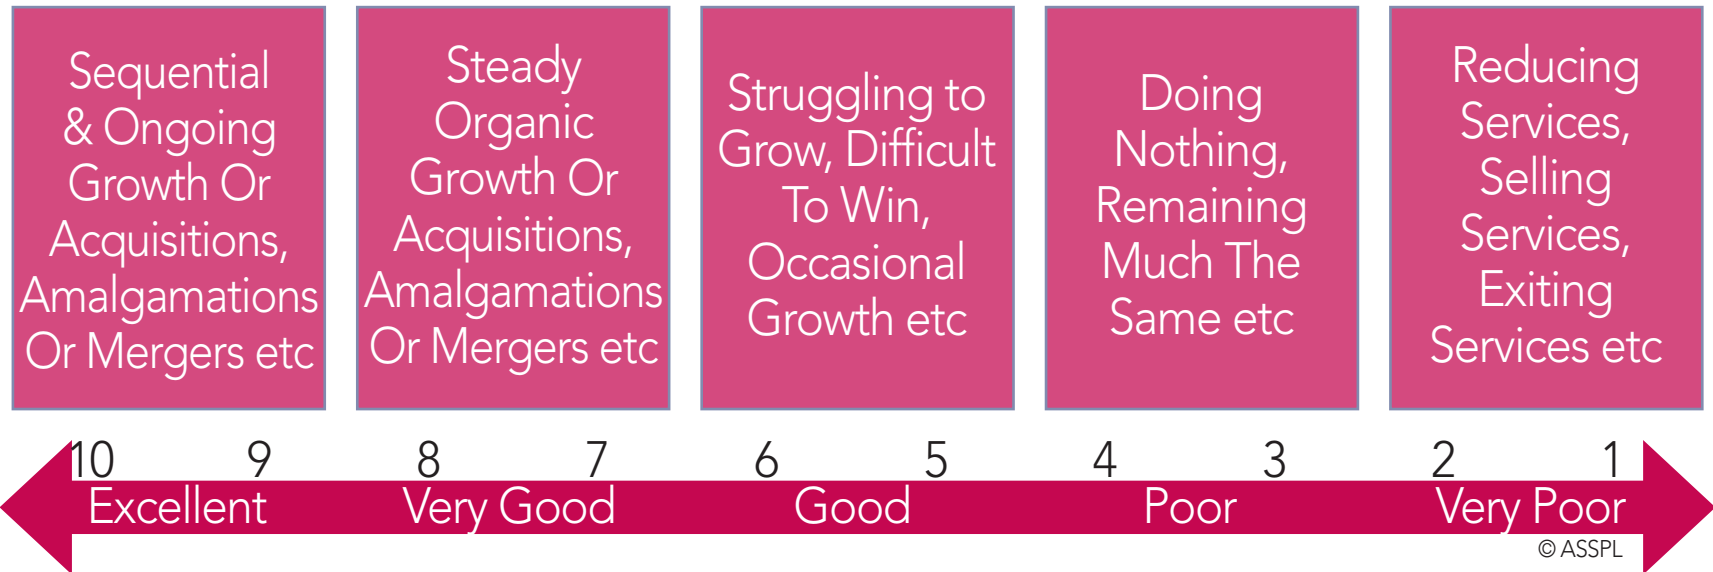 Sequential
& Ongoing
Growth Or
Acquisitions,
Amalgamations
Or Mergers etc
Steady
Organic
Growth Or
Acquisitions,
Amalgamations
Or Mergers etc
Struggling to
Grow, Difficult
To Win,
Occasional
Growth etc
Doing
Nothing,
Remaining
Much The
Same etc
Reducing
Services,
Selling
Services,
Exiting
Services etc
10 9 8 7 6 5 4 3 2 1
Excellent Very Good Good Poor Very Poor
© ASSPL